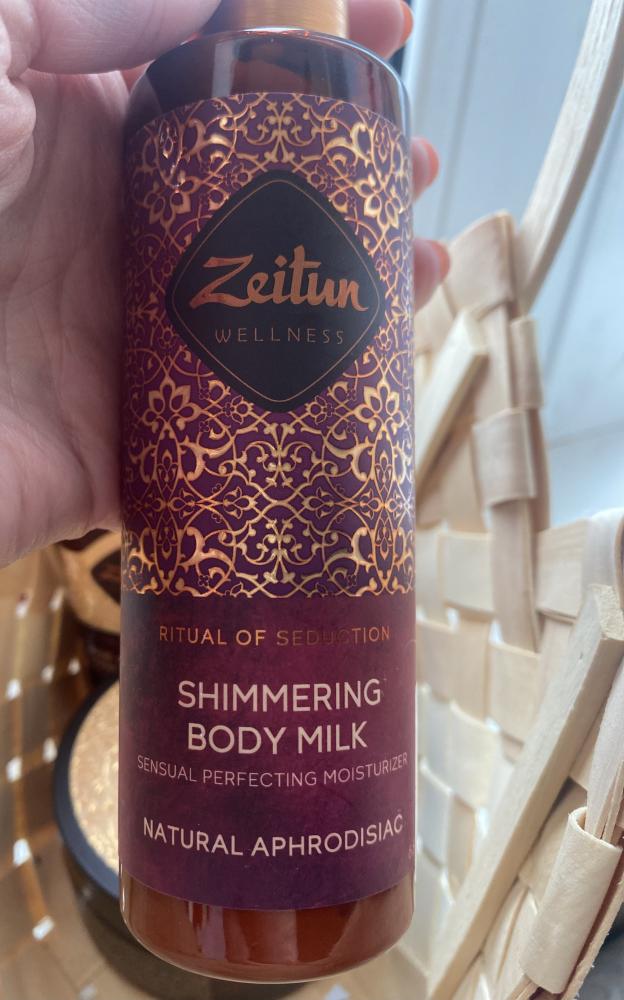 Zeitun
WELLNESS
RITUAL OF SEDUCTION
SHIMMERING
BODY MILK
SENSUAL PERFECTING MOISTURIZER
NATURAL APHRODISIAC